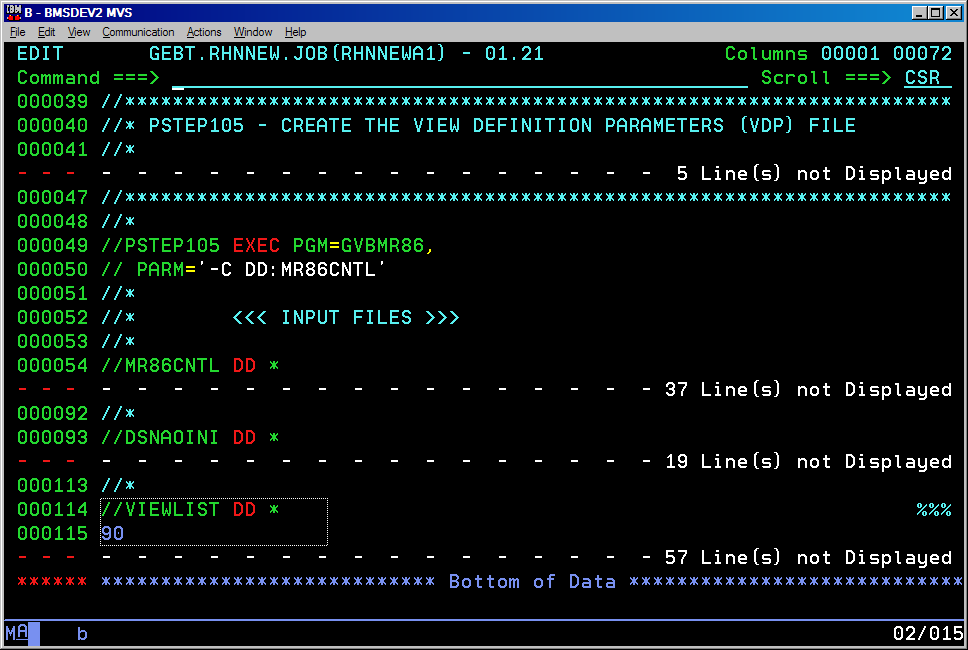 B - BMSDEV2 MVS
File Edit View Communication Actions Window Help
EDIT GEBT.RHNNEW.JOB(RHNNEWA1) - 01.21 Columns 00001 00072
Command ===> Scroll ===> CSR
000039 //*********************************************************************
000040 //* PSTEP105 - CREATE THE VIEW DEFINITION PARAMETERS (VDP) FILE
000041 //*
- - - - - - - - - - - - - - - - - - - 5 Line(s) not Displayed
000047 //*********************************************************************
000048 //*
000049 //PSTEP105 EXEC PGM=GVBMR86,
000050 // PARM='-C DD:MR86CNTL'
000051 //*
000052 //* <<< INPUT FILES >>>
000053 //*
000054 //MR86CNTL DD *
- - - - - - - - - - - - - - - - - - - 37 Line(s) not Displayed
000092 //*
000093 //DSNAOINI DD *
- - - - - - - - - - - - - - - - - - - 19 Line(s) not Displayed
000113 //*
000114 //VIEWLIST DD * %%%
000115 90
- - - - - - - - - - - - - - - - - - - 57 Line(s) not Displayed
****** **************************** Bottom of Data ****************************
MA b 02/015